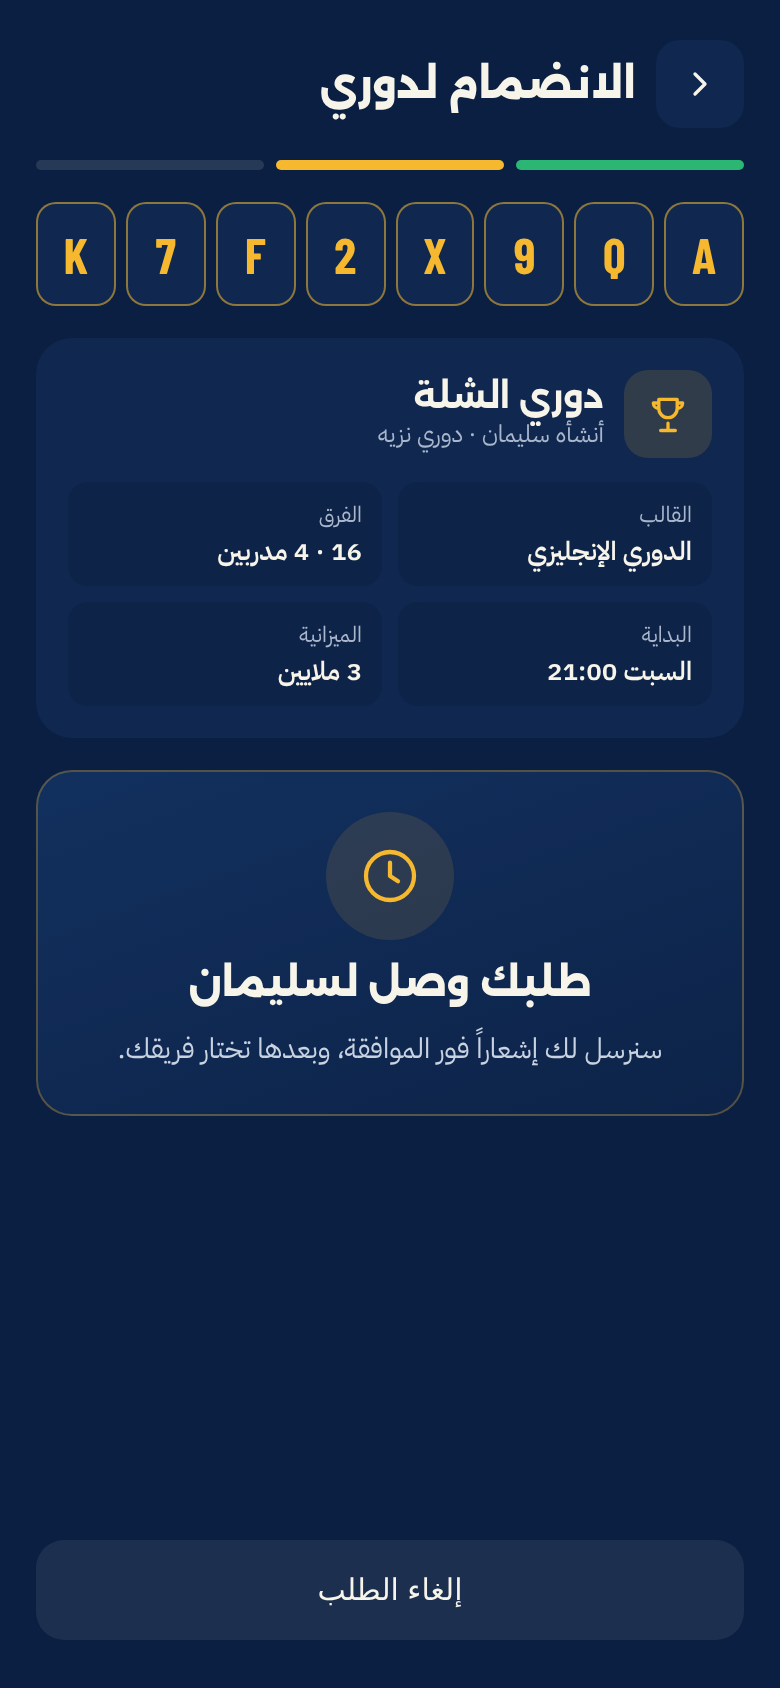 الانضمام لدوري
K 7 F 2 X 9 Q A
دوري الشلة
أنشأه سليمان · دوري نزيه
القالب
الدوري الإنجليزي
الفرق
16 · 4 مدربين
البداية
السبت 21:00
الميزانية
3 ملايين
طلبك وصل لسليمان
سنرسل لك إشعاراً فور الموافقة، وبعدها تختار فريقك.
إلغاء الطلب